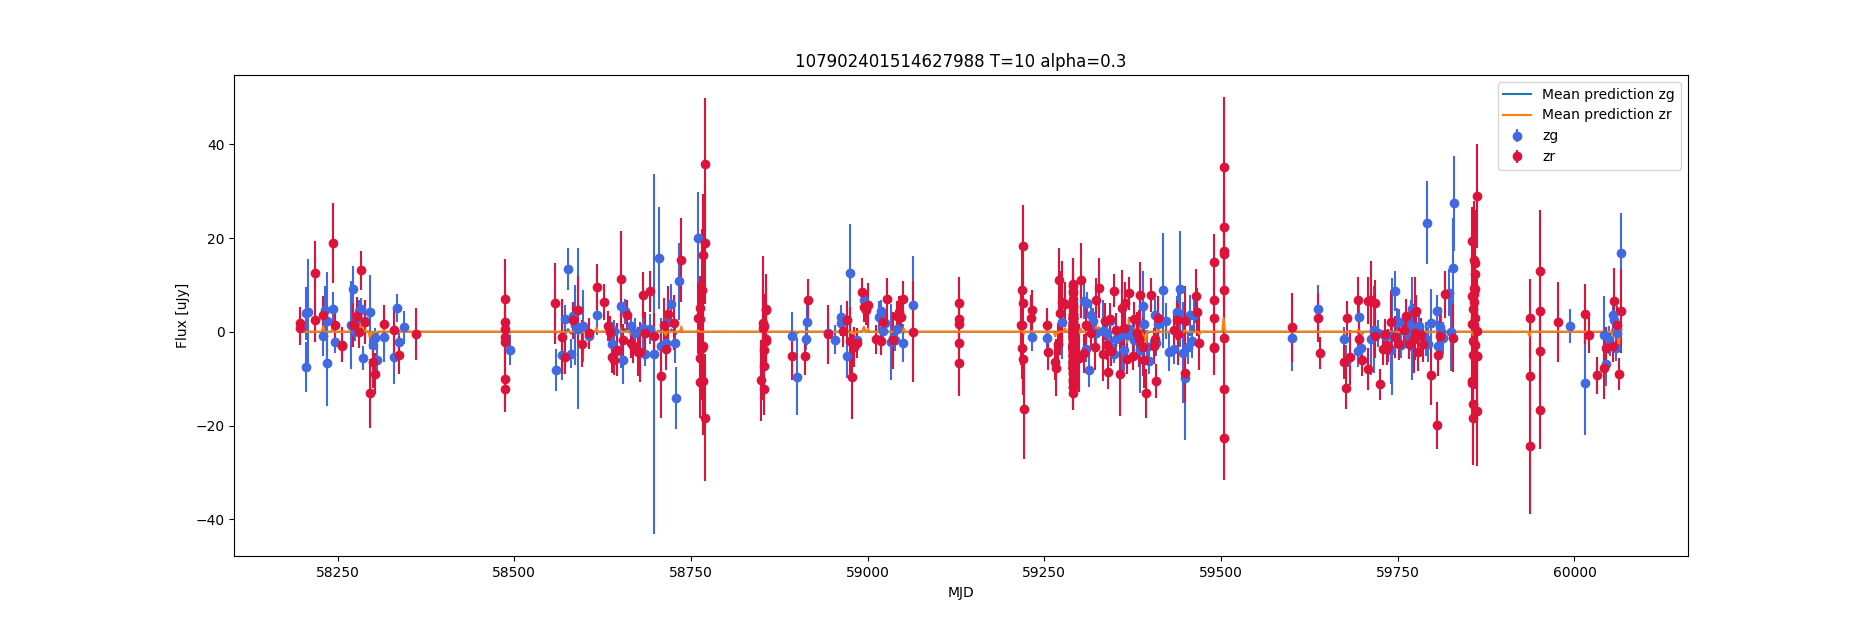 107902401514627988 T=10 alpha=0.3
Mean prediction zg
Mean prediction zr
zg
zr
Flux [uJy]
40
20
0
−20
−40
58250 58500 58750 59000 59250 59500 59750 60000
MJD